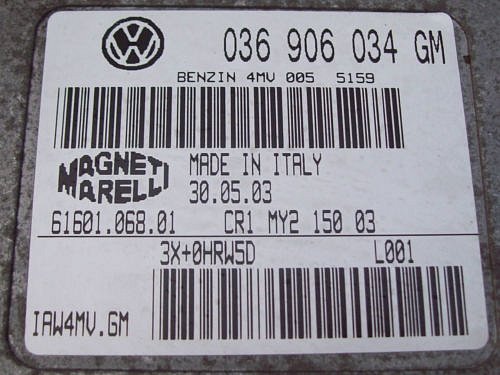 036 906 034 GM
BENZIN 4MV 005 5159
MAGNETI MARELLI
MADE IN ITALY
30.05.03
61601.068.01 CR1 MY2 150 03
3X+0HRW5D L001
IAW4MV.GM